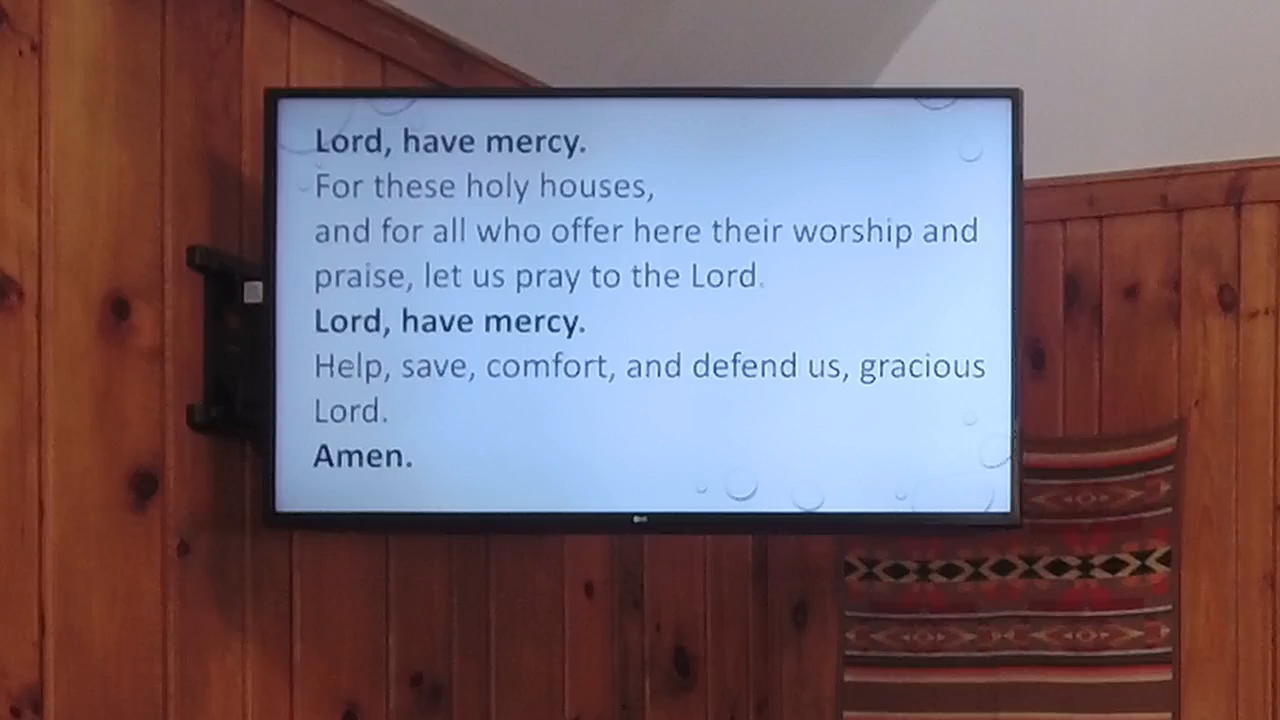 Lord, have mercy.
For these holy houses,
and for all who offer here their worship and
praise, let us pray to the Lord.
Lord, have mercy.
Help, save, comfort, and defend us, gracious
Lord.
Amen.